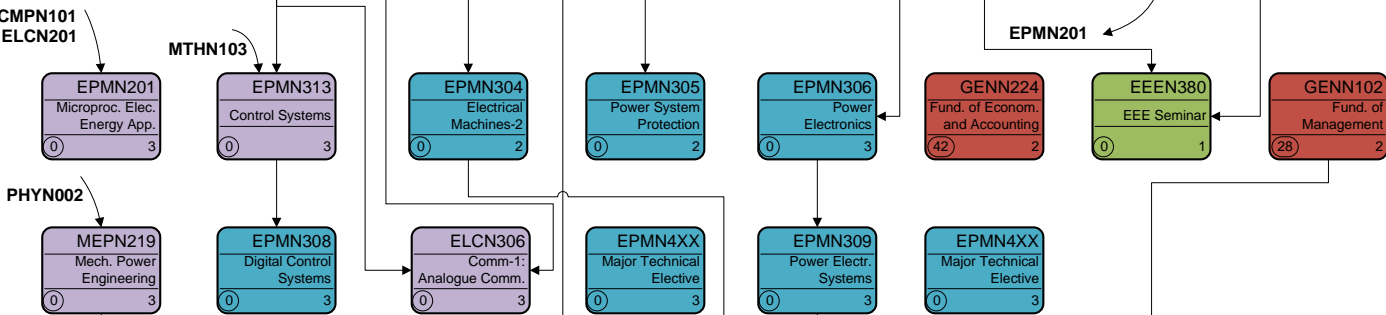 CMPN101
ELCN201
MTHN103
EPMN201
EPMN201
Microproc. Elec.
Energy App.
0 3
EPMN313
Control Systems
0 3
EPMN304
Electrical
Machines-2
0 2
EPMN305
Power System
Protection
0 2
EPMN306
Power
Electronics
0 3
GENN224
Fund. of Econom.
and Accounting
42 2
EEEN380
EEE Seminar
0 1
GENN102
Fund. of
Management
28 2
PHYN002
MEPN219
Mech. Power
Engineering
0 3
EPMN308
Digital Control
Systems
0 3
ELCN306
Comm-1:
Analogue Comm.
0 3
EPMN4XX
Major Technical
Elective
0 3
EPMN309
Power Electr.
Systems
0 3
EPMN4XX
Major Technical
Elective
0 3